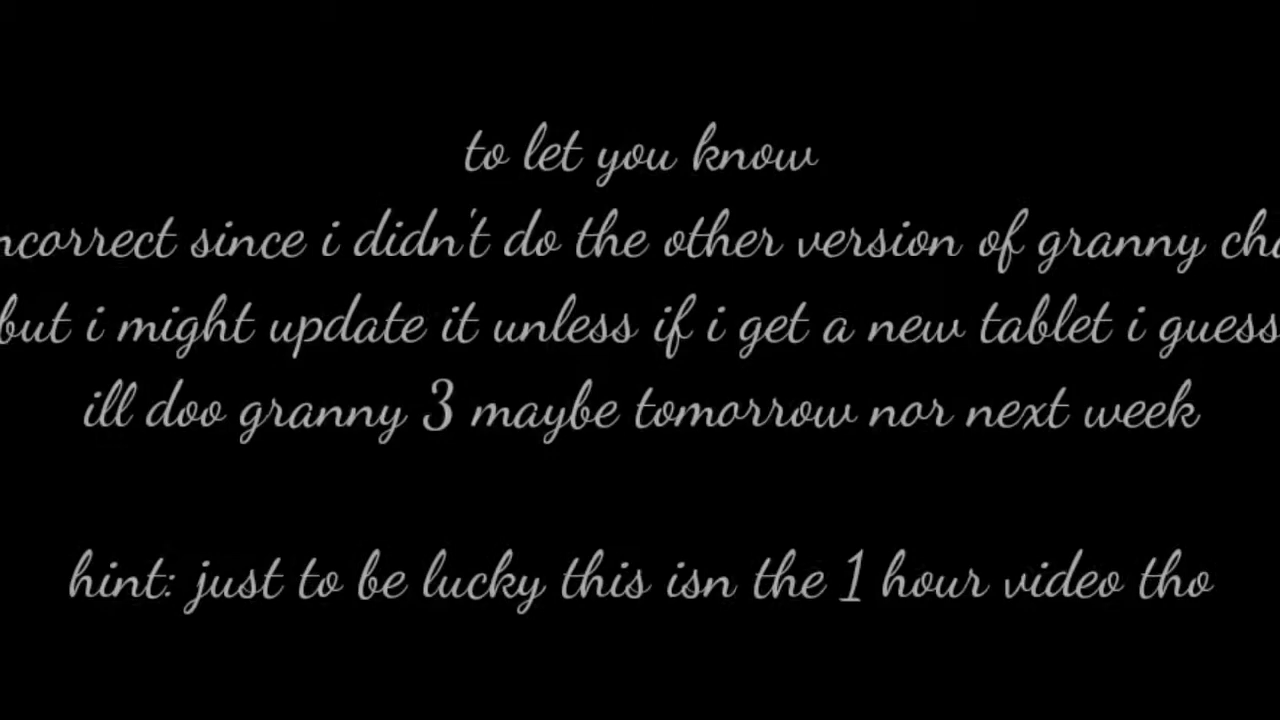 to let you know
ncorrect since i didn't do the other version of granny cha
but i might update it unless if i get a new tablet i guess
ill doo granny 3 maybe tomorrow nor next week
hint: just to be lucky this isn the 1 hour video tho